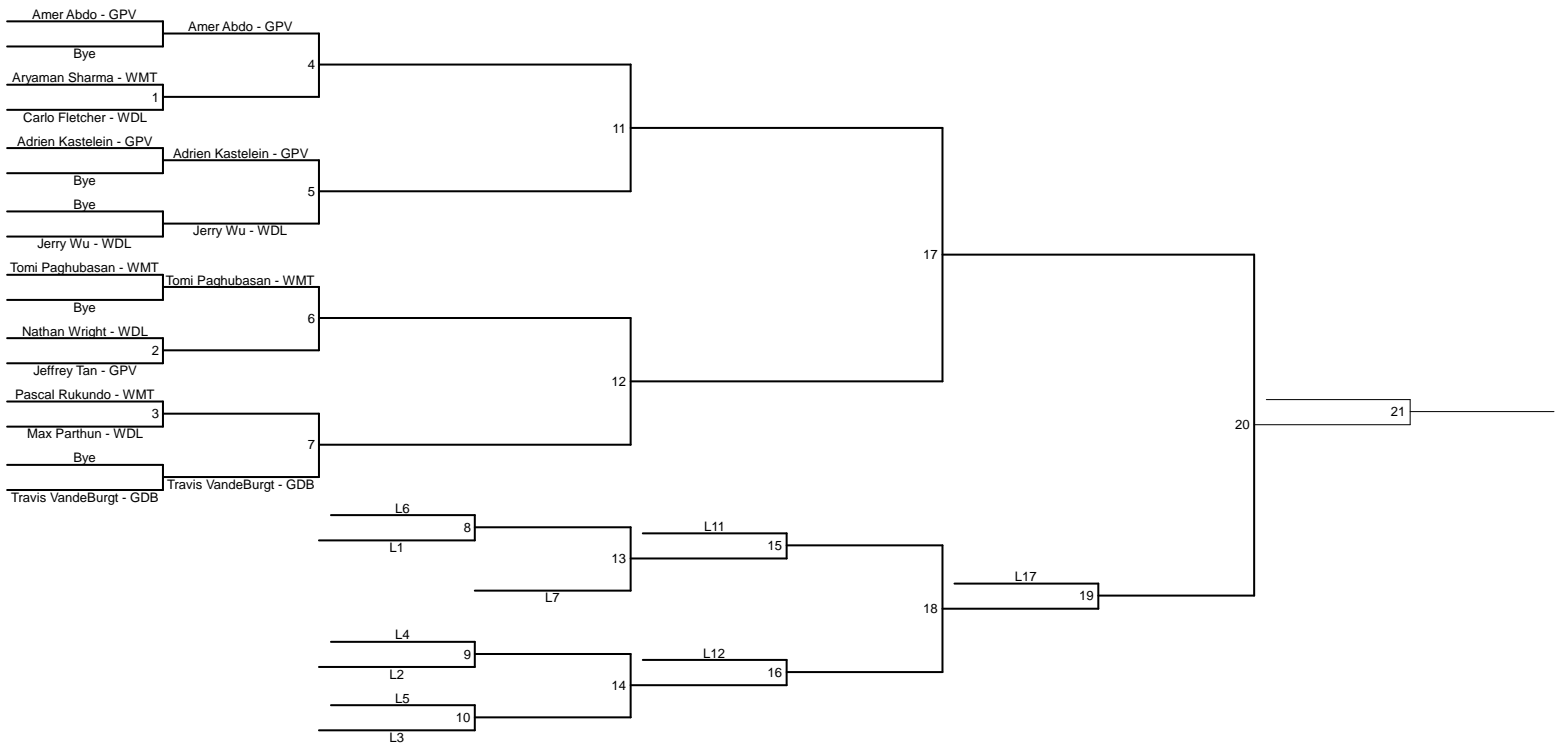 Amer Abdo - GPV
Amer Abdo - GPV
Bye
4
Aryaman Sharma - WMT
1
Carlo Fletcher - WDL
11
Adrien Kastelein - GPV
Adrien Kastelein - GPV
Bye
5
Bye
Jerry Wu - WDL
Jerry Wu - WDL
17
Tomi Paghubasan - WMT
Tomi Paghubasan - WMT
Bye
6
Nathan Wright - WDL
2
Jeffrey Tan - GPV
12
Pascal Rukundo - WMT
3
Max Parthun - WDL
7
Bye
Travis VandeBurgt - GDB
Travis VandeBurgt - GDB
21
20
L6
8
L1
L11
15
13
L7
L17
19
18
L4
9
L2
L12
16
14
L5
10
L3